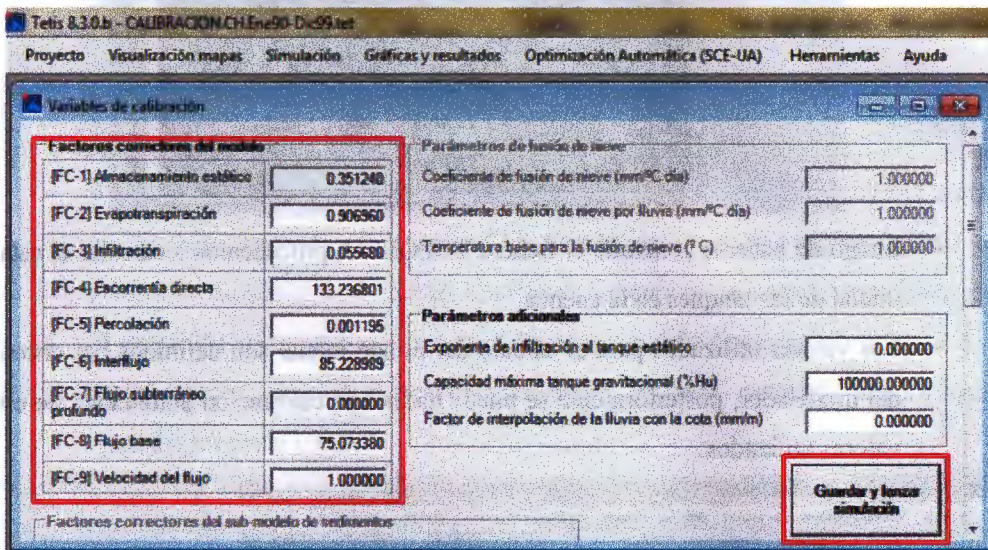 Tetis 8.3.0.b - CALIBRACION.CH.Ene90-Dic99.tet
Proyecto Visualización mapas Simulación Gráficas y resultados Optimización Automática (SCE-UA) Herramientas Ayuda
Variables de calibración
Factores correctores del modelo
[FC-1] Almacenamiento estático 0.351240
[FC-2] Evapotranspiración 0.906960
[FC-3] Infiltración 0.055680
[FC-4] Escorrentía directa 133.236801
[FC-5] Percolación 0.001195
[FC-6] Interflujo 85.228989
[FC-7] Flujo subterráneo
profundo 0.000000
[FC-8] Flujo base 75.073380
[FC-9] Velocidad del flujo 1.000000
Factores correctores del sub-modelo de sedimentos
Parámetros de fusión de nieve
Coeficiente de fusión de nieve (mm/ºC día) 1.000000
Coeficiente de fusión de nieve por lluvia (mm/ºC día) 1.000000
Temperatura base para la fusión de nieve (º C) 1.000000
Parámetros adicionales
Exponente de infiltración al tanque estático 0.000000
Capacidad máxima tanque gravitacional (%Hu) 100000.000000
Factor de interpolación de la lluvia con la cota (mm/m) 0.000000
Guardar y lanzar
simulación